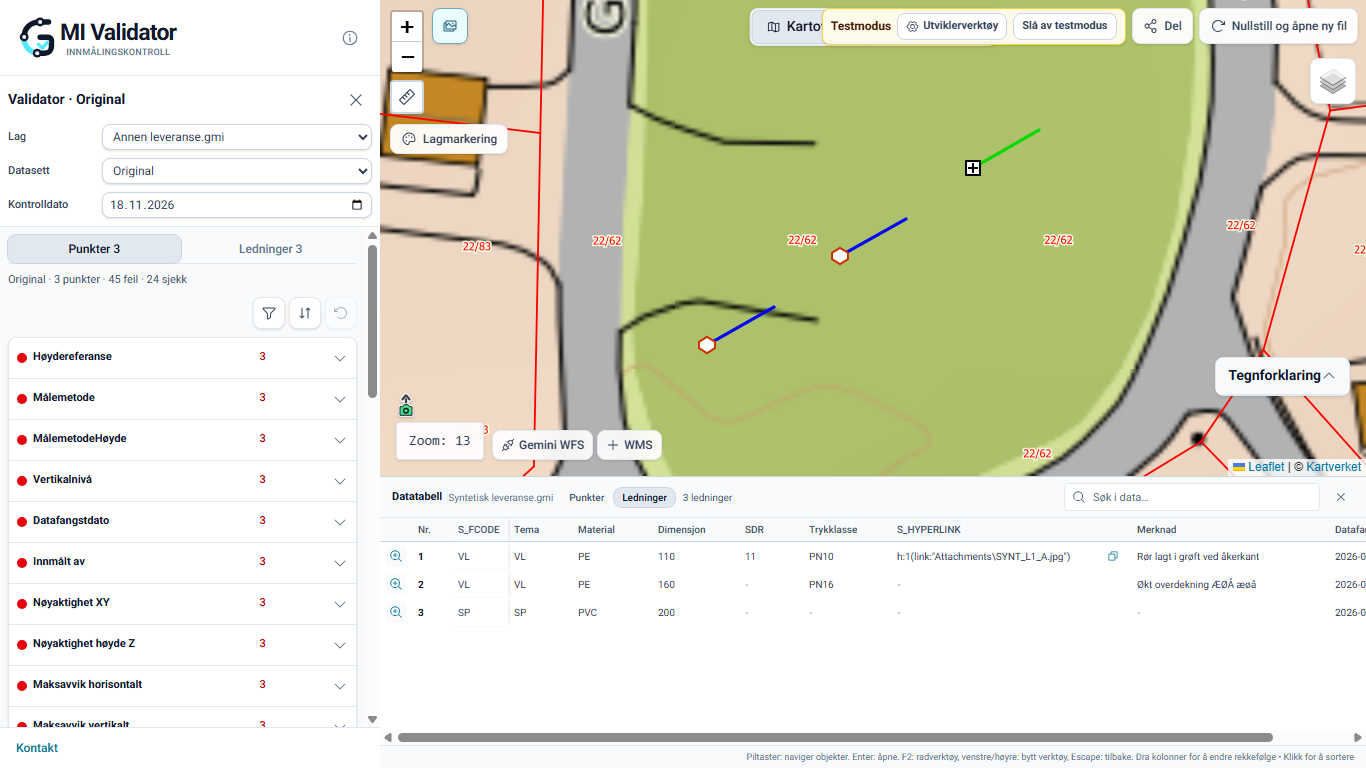 MI Validator
INNMÅLINGSKONTROLL
Validator · Original
Lag
Annen leveranse.gmi
Datasett
Original
Kontrolldato
18.11.2026
Punkter 3
Ledninger 3
Original · 3 punkter · 45 feil · 24 sjekk
Høydereferanse 3
Målemetode 3
MålemetodeHøyde 3
Vertikalnivå 3
Datafangstdato 3
Innmålt av 3
Nøyaktighet XY 3
Nøyaktighet høyde Z 3
Maksavvik horisontalt 3
Maksavvik vertikalt 3
Kontakt
+
−
Lagmarkering
G
Testmodus
Utviklerverktøy
Slå av testmodus
Del
Nullstill og åpne ny fil
22/83
22/62
22/62
22/62
22/62
22
3
22/62
Tegnforklaring
Zoom: 13
Gemini WFS
WMS
Leaflet | © Kartverket
Datatabell Syntetisk leveranse.gmi Punkter Ledninger 3 ledninger
Søk i data...
Nr. S_FCODE Tema Material Dimensjon SDR Trykklasse S_HYPERLINK Merknad
1 VL VL PE 110 11 PN10 h:1(link:"Attachments\SYNT_L1_A.jpg") Rør lagt i grøft ved åkerkant 2026-0
2 VL VL PE 160 - PN16 - Økt overdekning ÆØÅ æøå 2026-0
3 SP SP PVC 200 - - - - 2026-0
Piltaster: naviger objekter. Enter: åpne. F2: radverktøy, venstre/høyre: bytt verktøy, Escape: tilbake. Dra kolonner for å endre rekkefølge • Klikk for å sortere